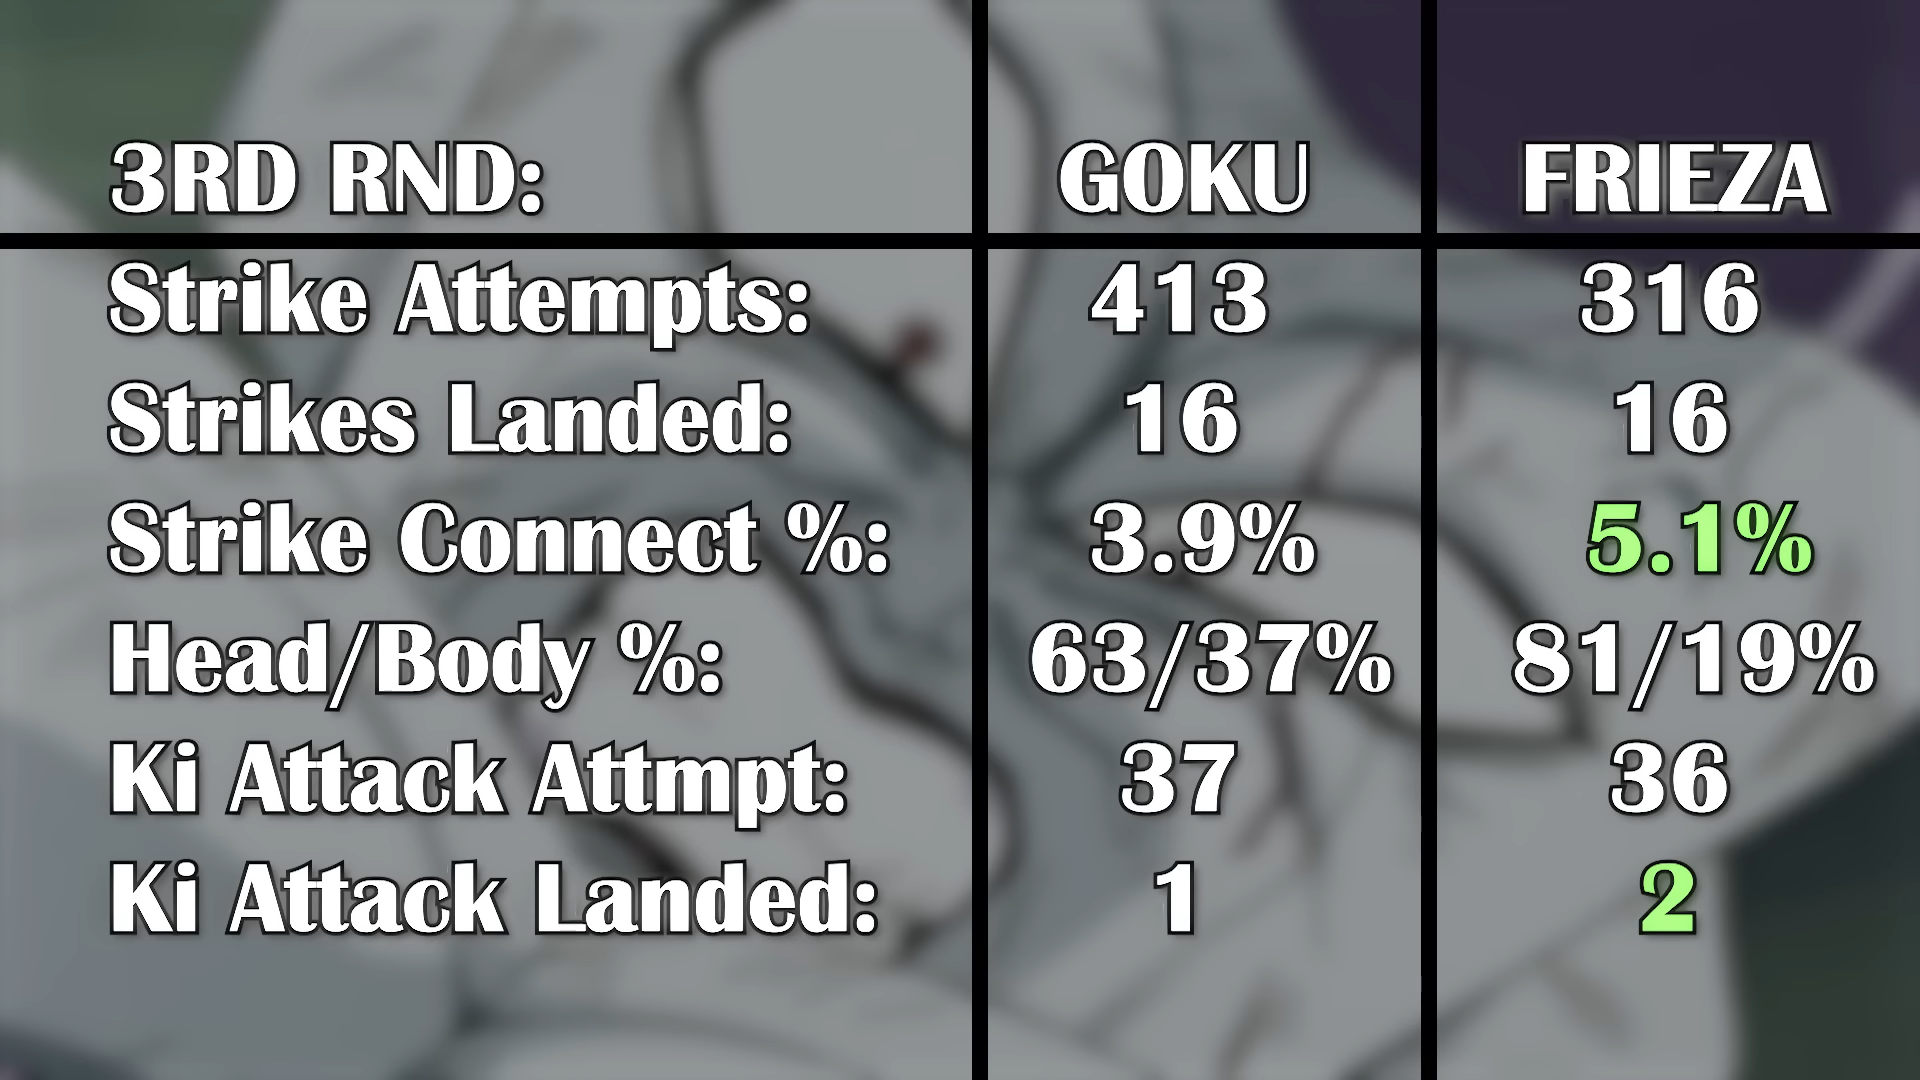 3RD RND: GOKU FRIEZA
Strike Attempts: 413 316
Strikes Landed: 16 16
Strike Connect %: 3.9% 5.1%
Head/Body %: 63/37% 81/19%
Ki Attack Attmpt: 37 36
Ki Attack Landed: 1 2